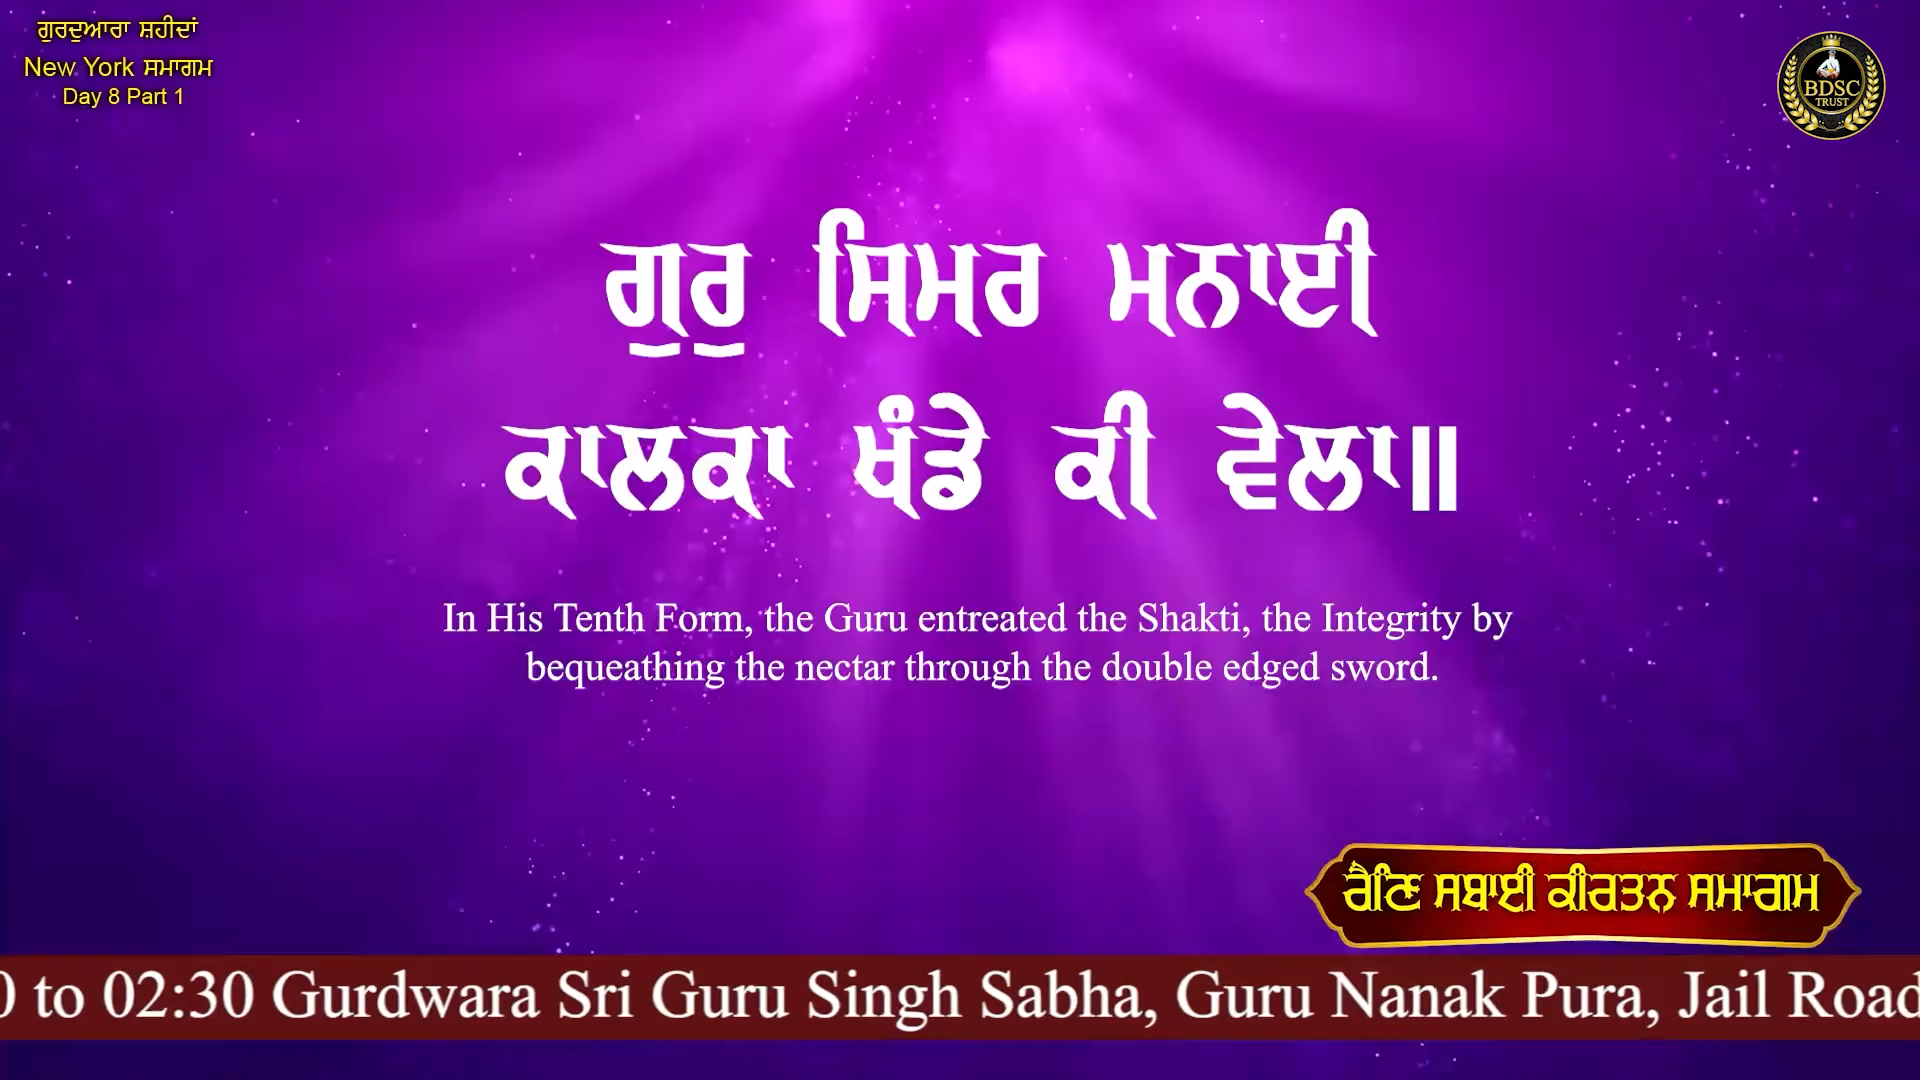 ਗੁਰਦੁਆਰਾ ਸ਼ਹੀਦਾਂ
New York ਸਮਾਗਮ
Day 8 Part 1
BDSC
TRUST
ਗੁਰੁ ਸਿਮਰ ਮਨਾਈ
ਕਾਲਕਾ ਖੰਡੇ ਕੀ ਵੇਲਾ॥
In His Tenth Form, the Guru entreated the Shakti, the Integrity by
bequeathing the nectar through the double edged sword.
ਰੈਣਿ ਸਬਾਈ ਕੀਰਤਨ ਸਮਾਗਮ
0 to 02:30 Gurdwara Sri Guru Singh Sabha, Guru Nanak Pura, Jail Road